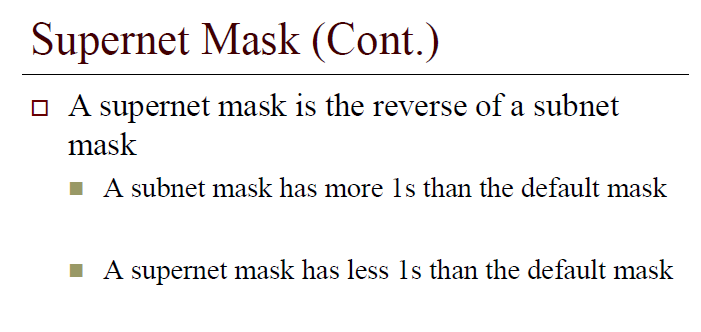 Supernet Mask (Cont.)
A supernet mask is the reverse of a subnet
mask
A subnet mask has more 1s than the default mask
A supernet mask has less 1s than the default mask